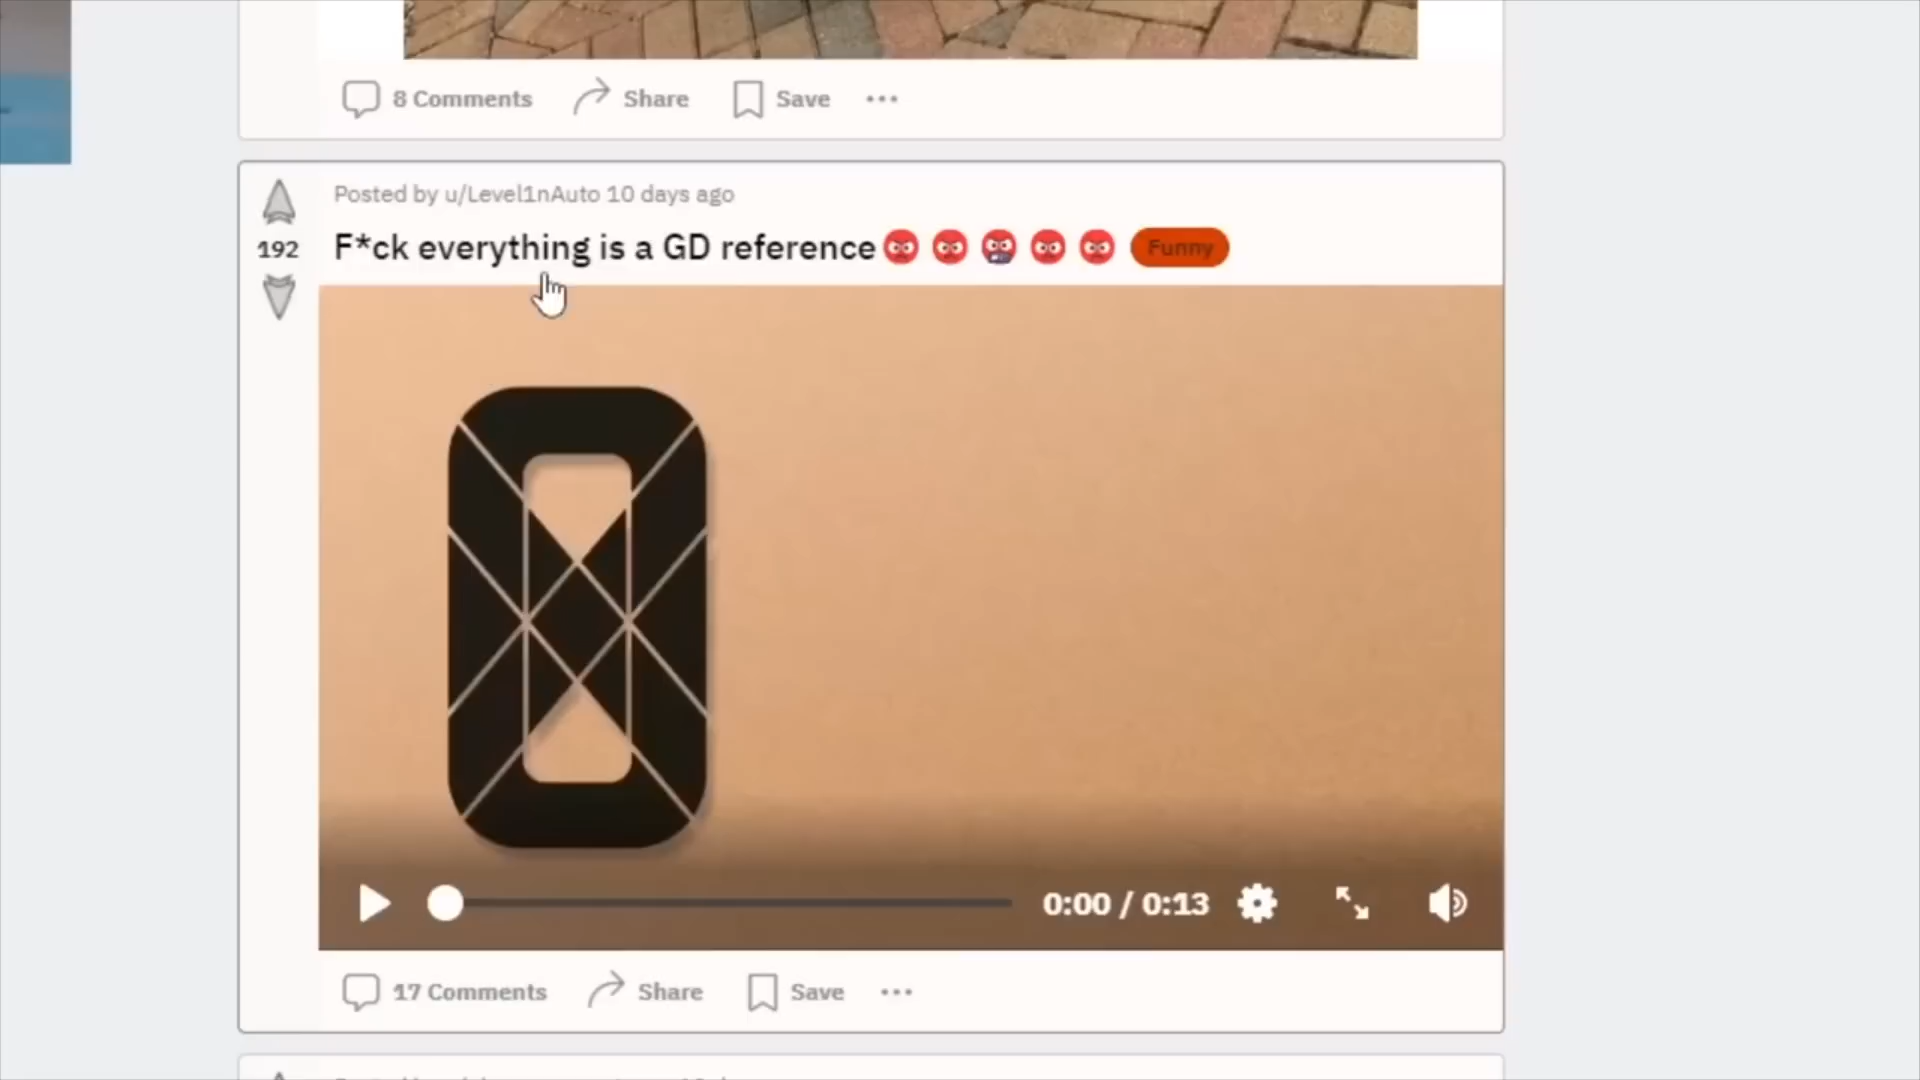 8 Comments Share Save
Posted by u/Level1nAuto 10 days ago
192
F*ck everything is a GD reference😡😡🤬😡😡 Funny
0:00 / 0:13
17 Comments Share Save